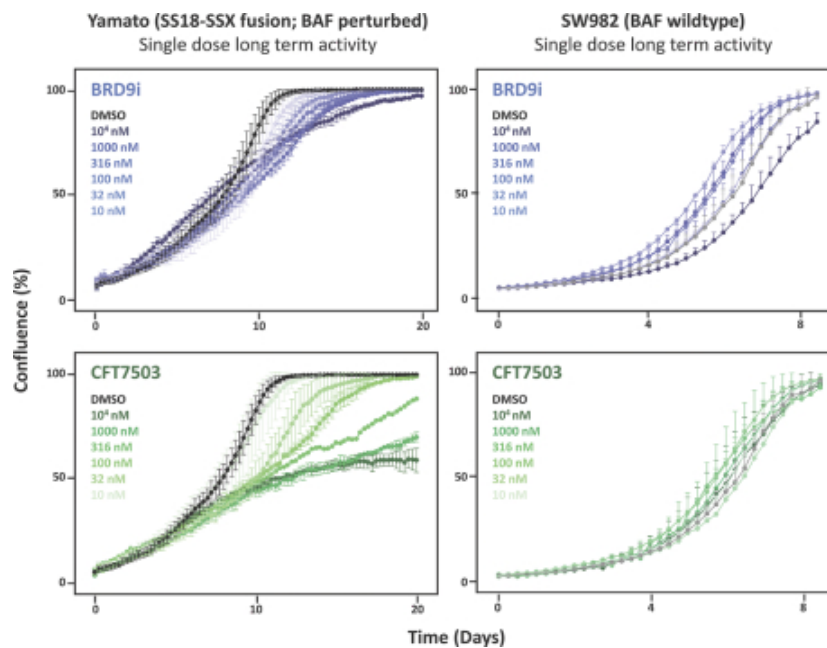 Yamato (SS18-SSX fusion; BAF perturbed)
Single dose long term activity
SW982 (BAF wildtype)
Single dose long term activity
Confluence (%)
100
50
0
BRD9i
DMSO
10⁴ nM
1000 nM
316 nM
100 nM
32 nM
10 nM
0
10
20
100
50
0
BRD9i
DMSO
10⁴ nM
1000 nM
316 nM
100 nM
32 nM
10 nM
0
4
8
100
50
0
CFT7503
DMSO
10⁴ nM
1000 nM
316 nM
100 nM
32 nM
10 nM
0
10
20
100
50
0
CFT7503
DMSO
10⁴ nM
1000 nM
316 nM
100 nM
32 nM
10 nM
0
4
8
Time (Days)